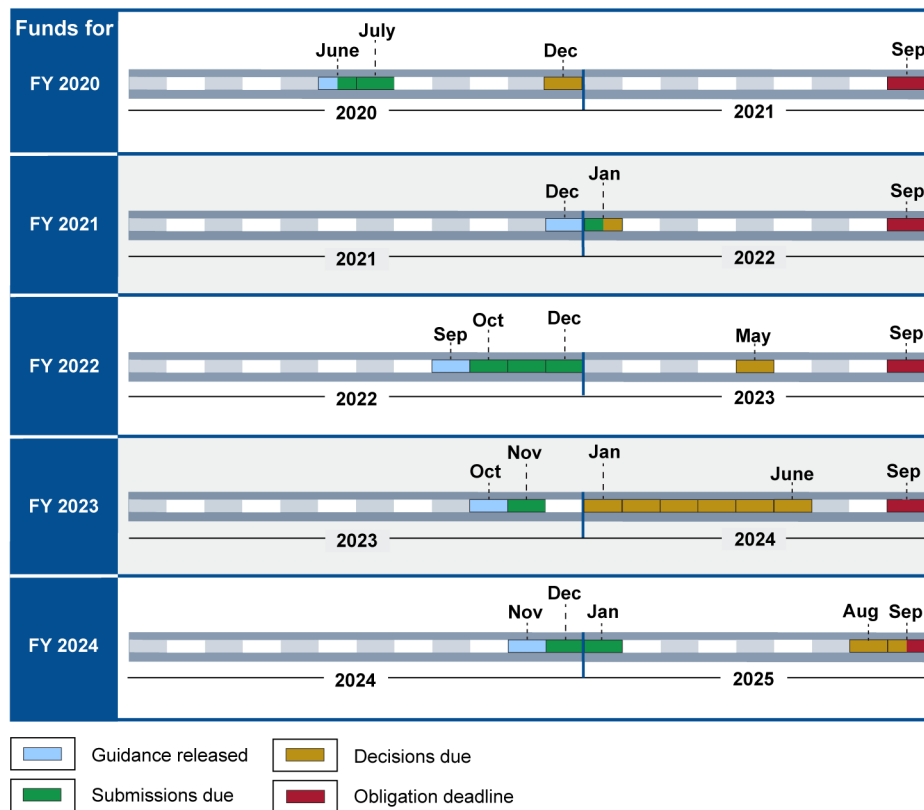 Funds for
June
July
Dec
Sep
FY 2020
2020
2021
Dec
Jan
Sep
FY 2021
2021
2022
Sep
Oct
Dec
May
Sep
FY 2022
2022
2023
Oct
Nov
Jan
June
Sep
FY 2023
2023
2024
Nov
Dec
Jan
Aug
Sep
FY 2024
2024
2025
Guidance released
Decisions due
Submissions due
Obligation deadline